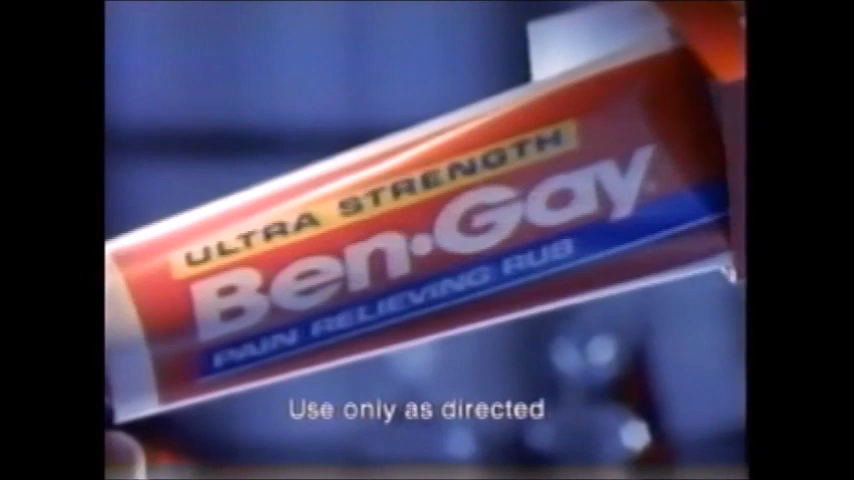 ULTRA STRENGTH
Ben•Gay
PAIN RELIEVING RUB
Use only as directed